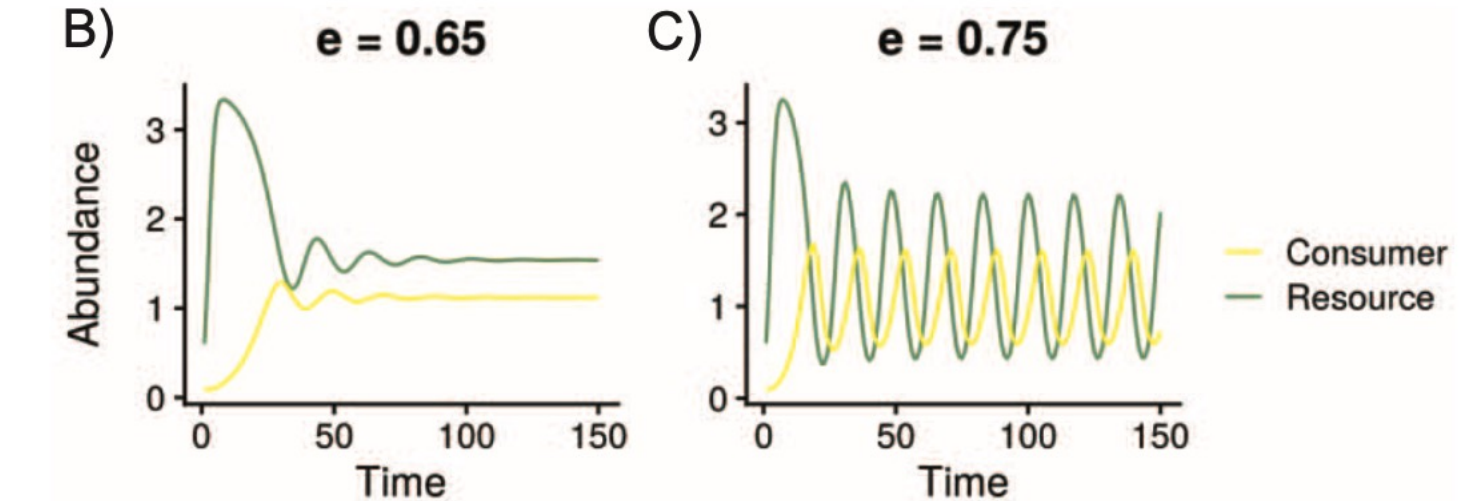 B)
e = 0.65
Abundance
3
2
1
0
0 50 100 150
Time
C)
e = 0.75
3
2
1
0
0 50 100 150
Time
Consumer
Resource